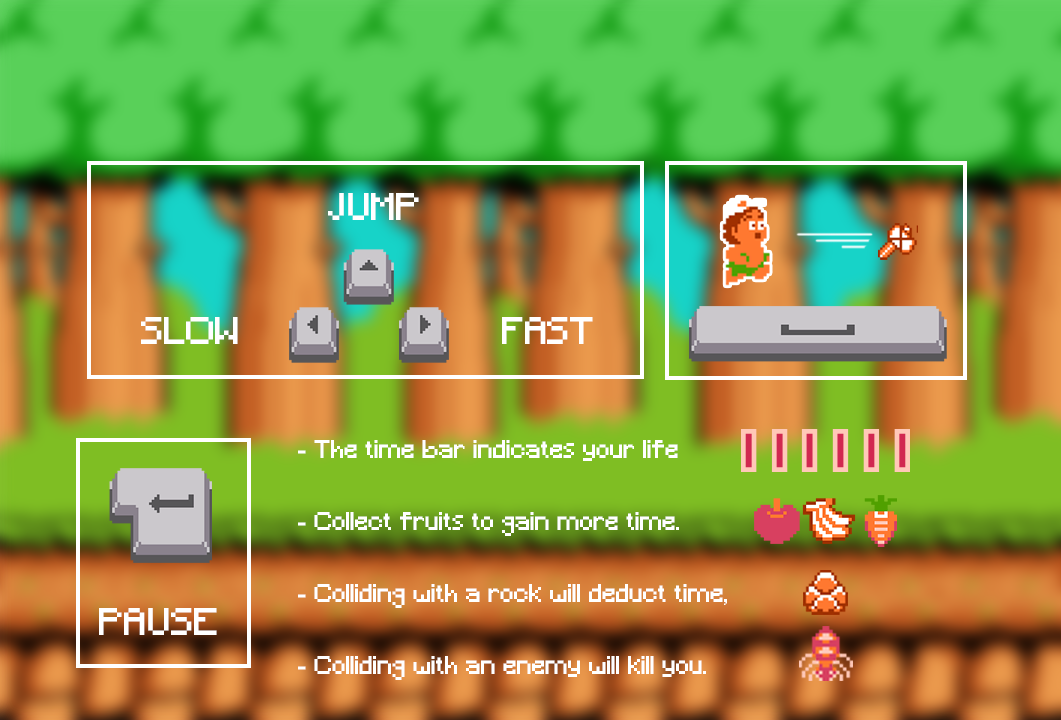 JUMP
SLOW
FAST
- The time bar indicates your life
- Collect fruits to gain more time.
- Colliding with a rock will deduct time,
PAUSE
- Colliding with an enemy will kill you.